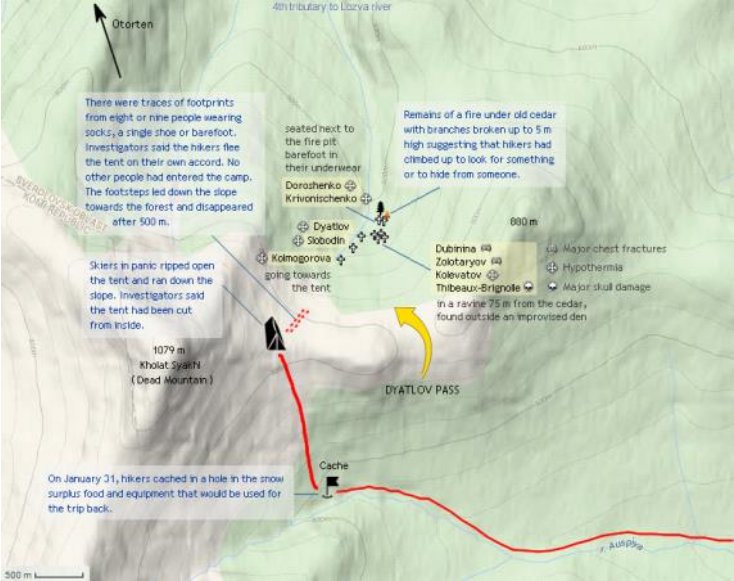 4th tributary to Lozva river
Otorten
There were traces of footprints
from eight or nine people wearing
socks, a single shoe or barefoot.
Investigators said the hikers flee
the tent on their own accord. No
other people had entered the camp.
The footsteps led down the slope
towards the forest and disappeared
after 500 m.
seated next to
the fire pit
barefoot in
their underwear
Doroshenko
Krivonischenko
Remains of a fire under old cedar
with branches broken up to 5 m
high suggesting that hikers had
climbed up to look for something
or to hide from someone.
SVERDLOVSK OBLAST
KOMI REPUBLIC
Dyatlov
Slobodin
Kolmogorova
going towards
the tent
880 m
Dubinina
Zolotaryov
Kolevatov
Thibeaux-Brignolle
in a ravine 75 m from the cedar,
found outside an improvised den
Major chest fractures
Hypothermia
Major skull damage
Skiers in panic ripped open
the tent and ran down the
slope. Investigators said
the tent had been cut
from inside.
1079 m
Kholat Syakhl
(Dead Mountain)
DYATLOV PASS
Cache
On January 31, hikers cached in a hole in the snow
surplus food and equipment that would be used for
the trip back.
r. Auspiya
500 m